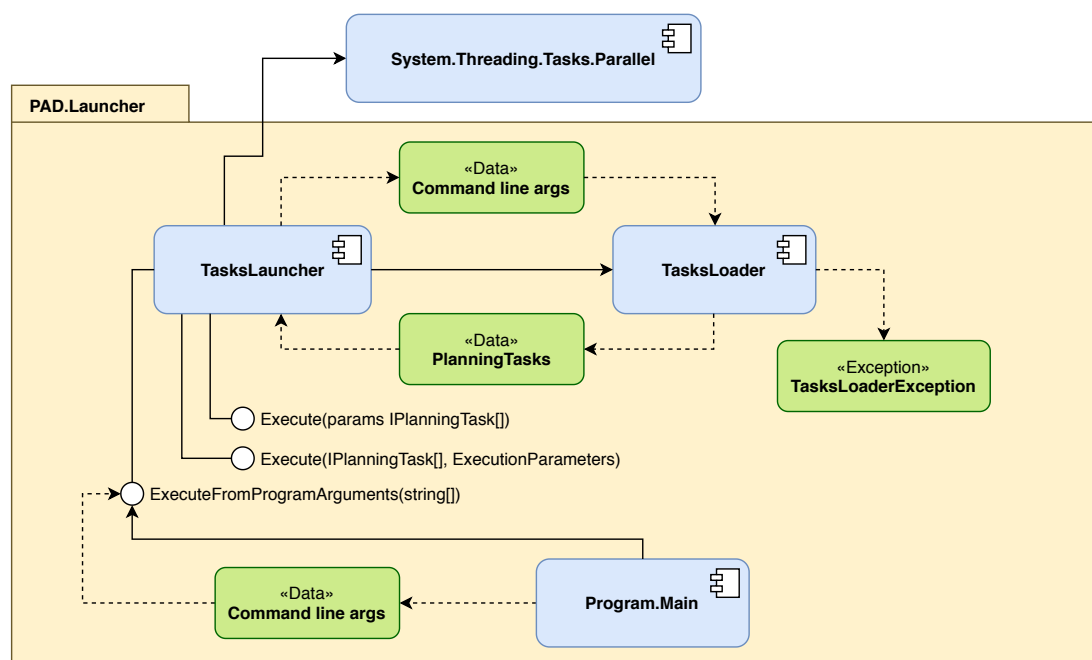 System.Threading.Tasks.Parallel
PAD.Launcher
«Data»
Command line args
TasksLauncher
TasksLoader
«Data»
PlanningTasks
«Exception»
TasksLoaderException
Execute(params IPlanningTask[])
Execute(IPlanningTask[], ExecutionParameters)
ExecuteFromProgramArguments(string[])
«Data»
Command line args
Program.Main